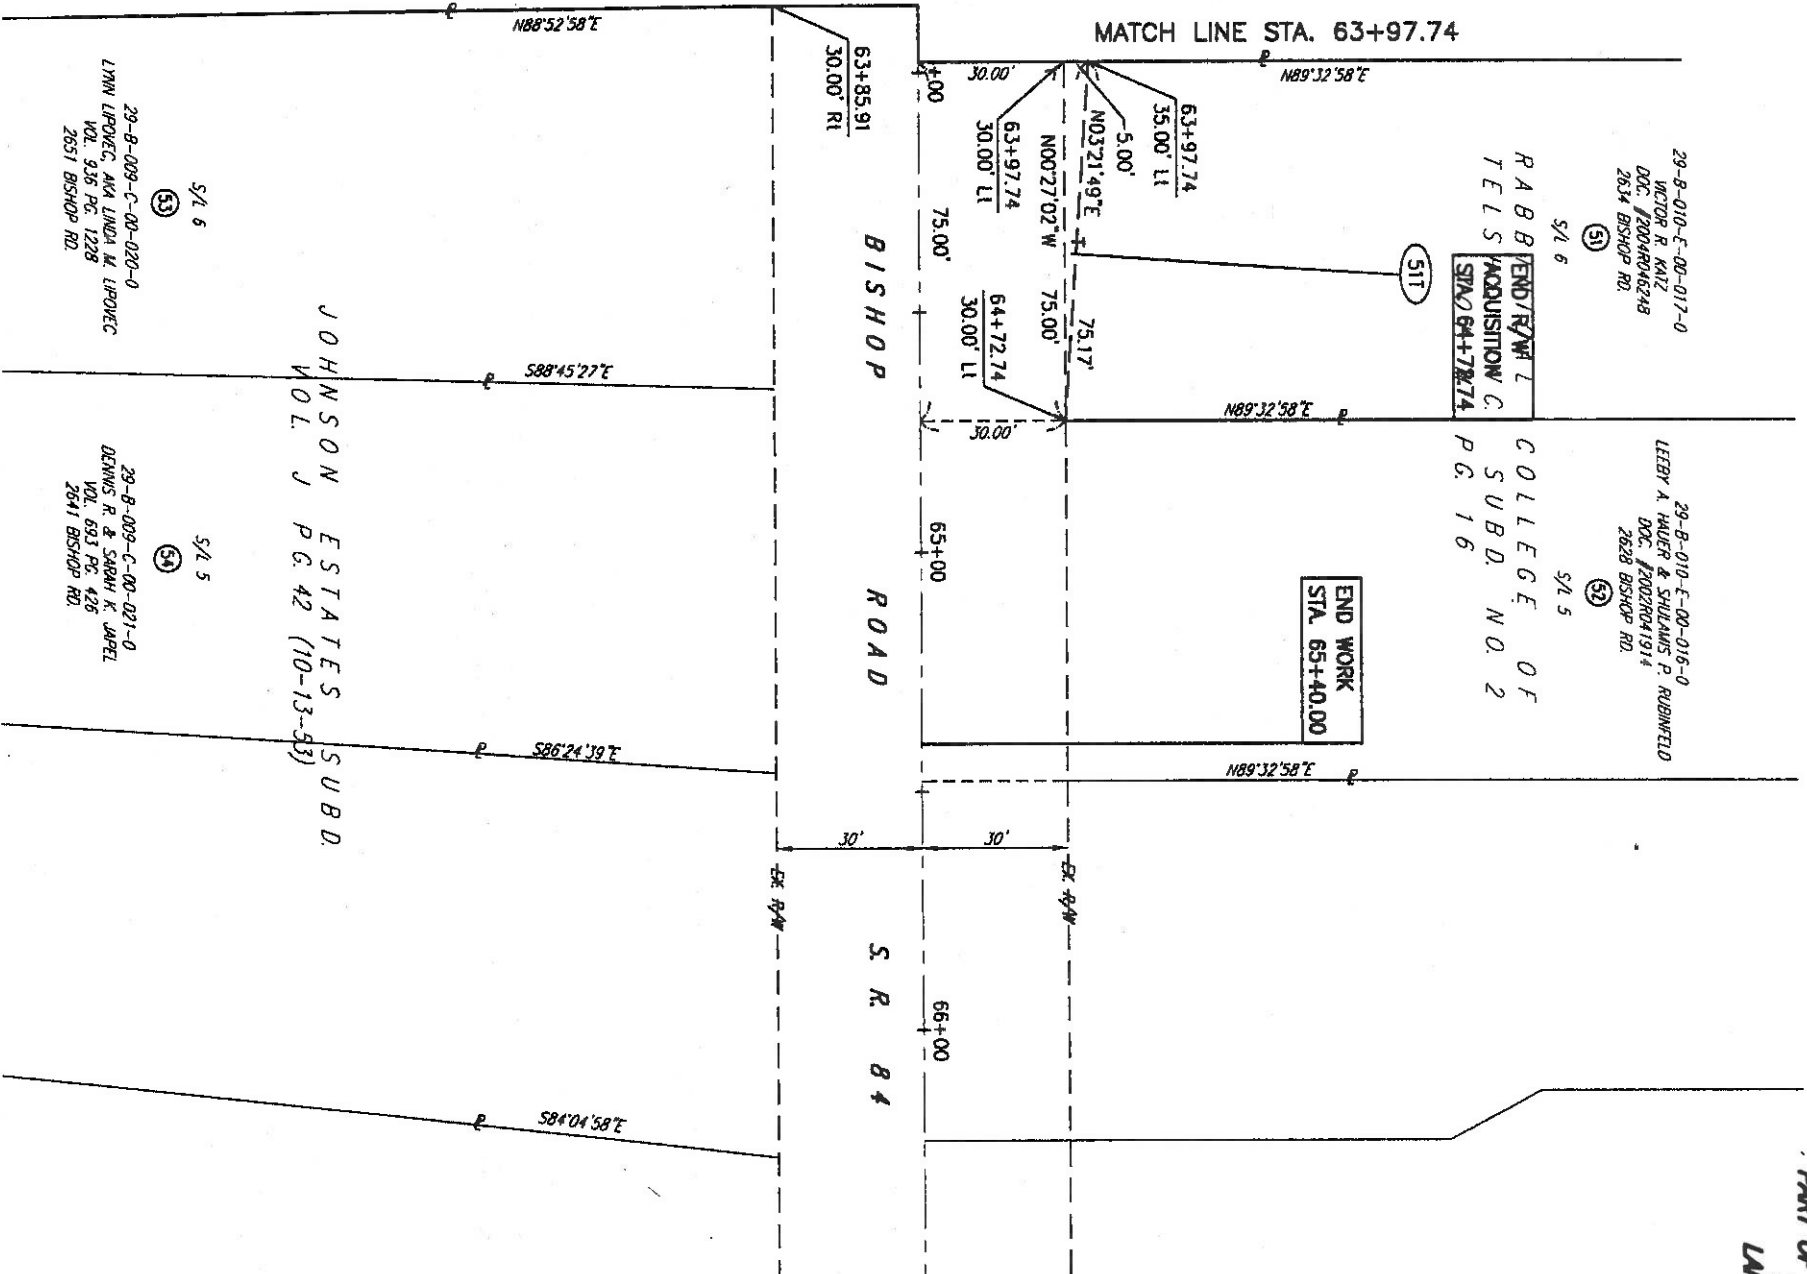 MATCH LINE STA. 63+97.74
N88°52'58"E
N89°32'58"E
63+85.91
30.00' Rt
+00
30.00'
63+97.74
30.00' Lt
63+97.74
35.00' Lt
5.00'
N03°21'49"E
N00°27'02"W
75.00'
75.00'
75.17'
64+72.74
30.00' Lt
30.00'
51T
END R/W
ACQUISITION
STA. 64+72.74
29-B-010-E-00-017-0
VICTOR R. KATZ
DOC. #2004R046248
2634 BISHOP RD.
51
S/L 6
29-B-010-E-00-016-0
LEEBY A. HAUER & SHULAMIS P. RUBINFELD
DOC. #2002R041914
2628 BISHOP RD.
52
S/L 5
COLLEGE OF
SUBD. NO. 2
PG. 16
N89°32'58"E
END WORK
STA. 65+40.00
N89°32'58"E
BISHOP ROAD S.R. 84
65+00
66+00
30'
30'
EX. R/W
EX. R/W
S/L 6
53
29-B-009-C-00-020-0
LYNN LIPOVEC, AKA LINDA M. LIPOVEC
VOL. 936 PG. 1228
2651 BISHOP RD.
S88°45'27"E
JOHNSON ESTATES SUBD.
VOL. J PG. 42 (10-13-53)
S/L 5
54
29-B-009-C-00-021-0
DENNIS R. & SARAH K. JAPEL
VOL. 693 PG. 426
2641 BISHOP RD.
S86°24'39"E
S84°04'58"E